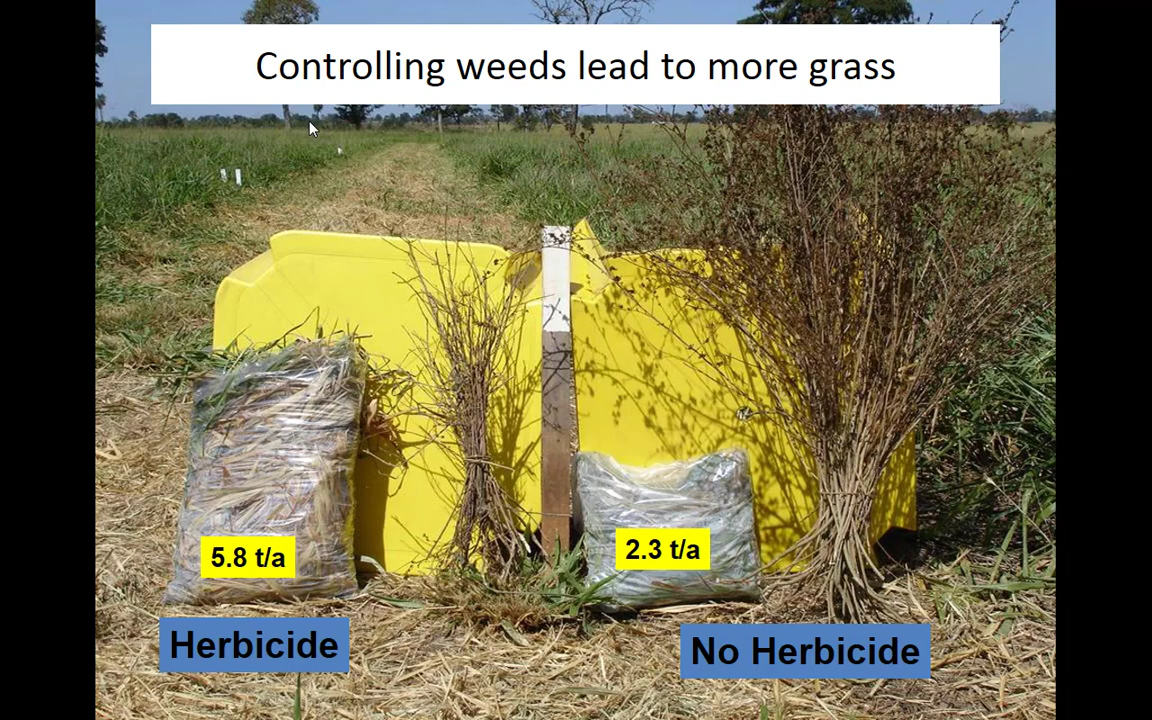 Controlling weeds lead to more grass
5.8 t/a
2.3 t/a
Herbicide
No Herbicide